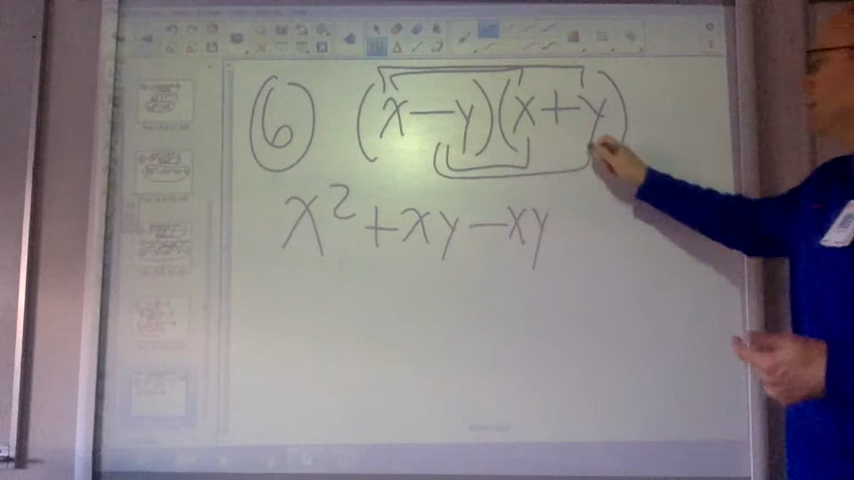 6 (x-y)(x+y)
x² + xy - xy